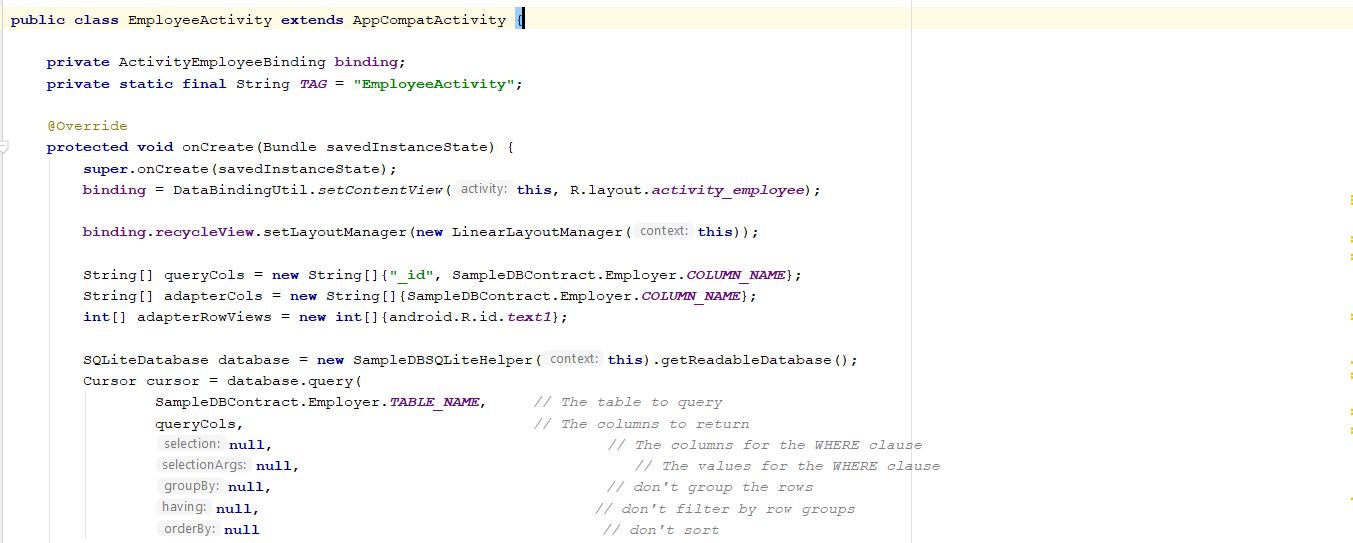 public class EmployeeActivity extends AppCompatActivity {
private ActivityEmployeeBinding binding;
private static final String TAG = "EmployeeActivity";
@Override
protected void onCreate(Bundle savedInstanceState) {
super.onCreate(savedInstanceState);
binding = DataBindingUtil.setContentView( activity: this, R.layout.activity_employee);
binding.recycleView.setLayoutManager(new LinearLayoutManager( context: this));
String[] queryCols = new String[]{"_id", SampleDBContract.Employer.COLUMN_NAME};
String[] adapterCols = new String[]{SampleDBContract.Employer.COLUMN_NAME};
int[] adapterRowViews = new int[]{android.R.id.text1};
SQLiteDatabase database = new SampleDBSQLiteHelper( context: this).getReadableDatabase();
Cursor cursor = database.query(
SampleDBContract.Employer.TABLE_NAME, // The table to query
queryCols, // The columns to return
selection: null, // The columns for the WHERE clause
selectionArgs: null, // The values for the WHERE clause
groupBy: null, // don't group the rows
having: null, // don't filter by row groups
orderBy: null // don't sort